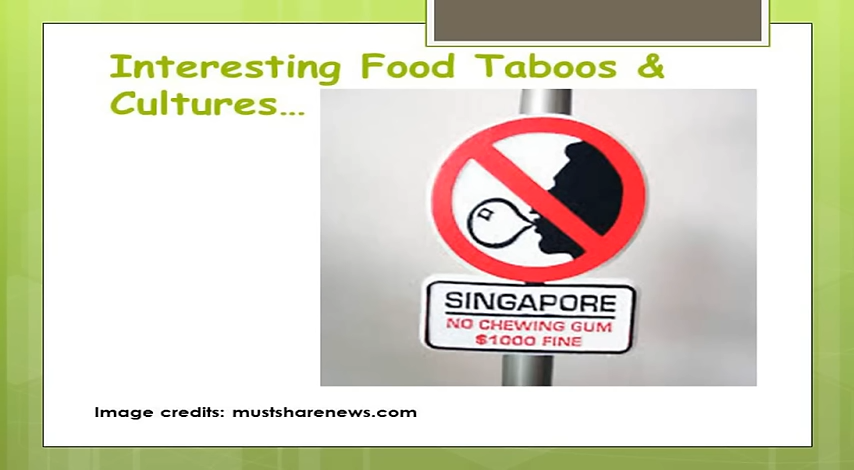 Interesting Food Taboos &
Cultures...
SINGAPORE
NO CHEWING GUM
$1000 FINE
Image credits: mustsharenews.com